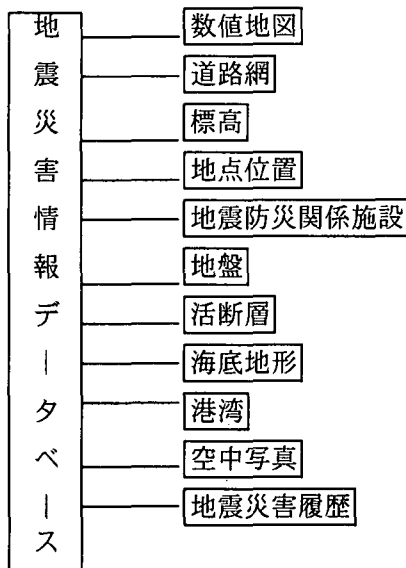 地震災害情報データベース
数値地図
道路網
標高
地点位置
地震防災関係施設
地盤
活断層
海底地形
港湾
空中写真
地震災害履歴